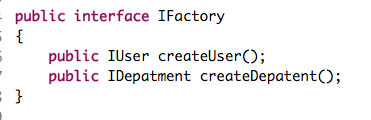 public interface IFactory
{
    public IUser createUser();
    public IDepatment createDepatent();
}